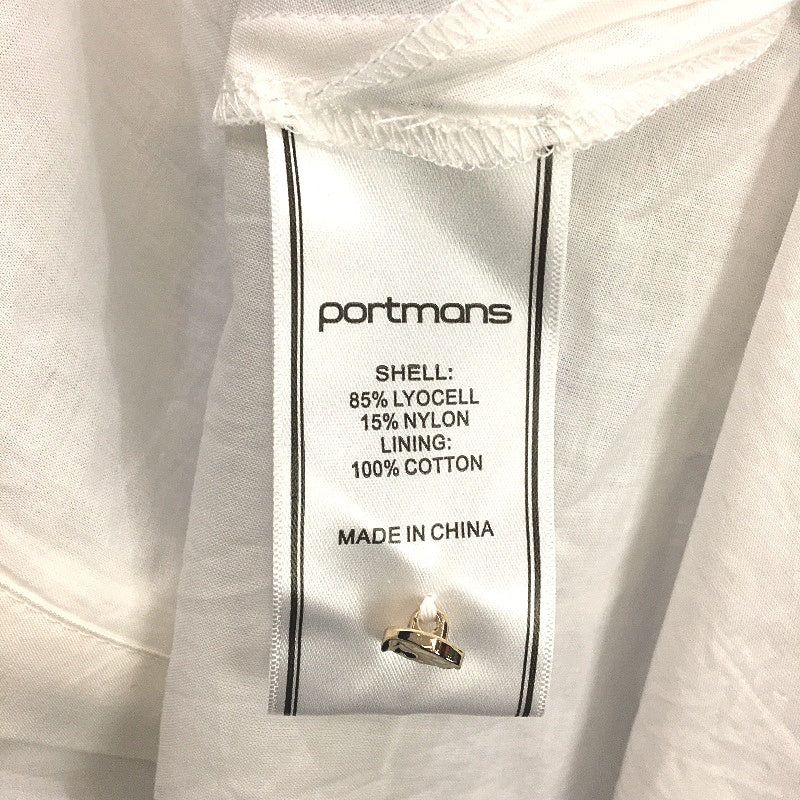 portmans
SHELL:
85% LYOCELL
15% NYLON
LINING:
100% COTTON
MADE IN CHINA